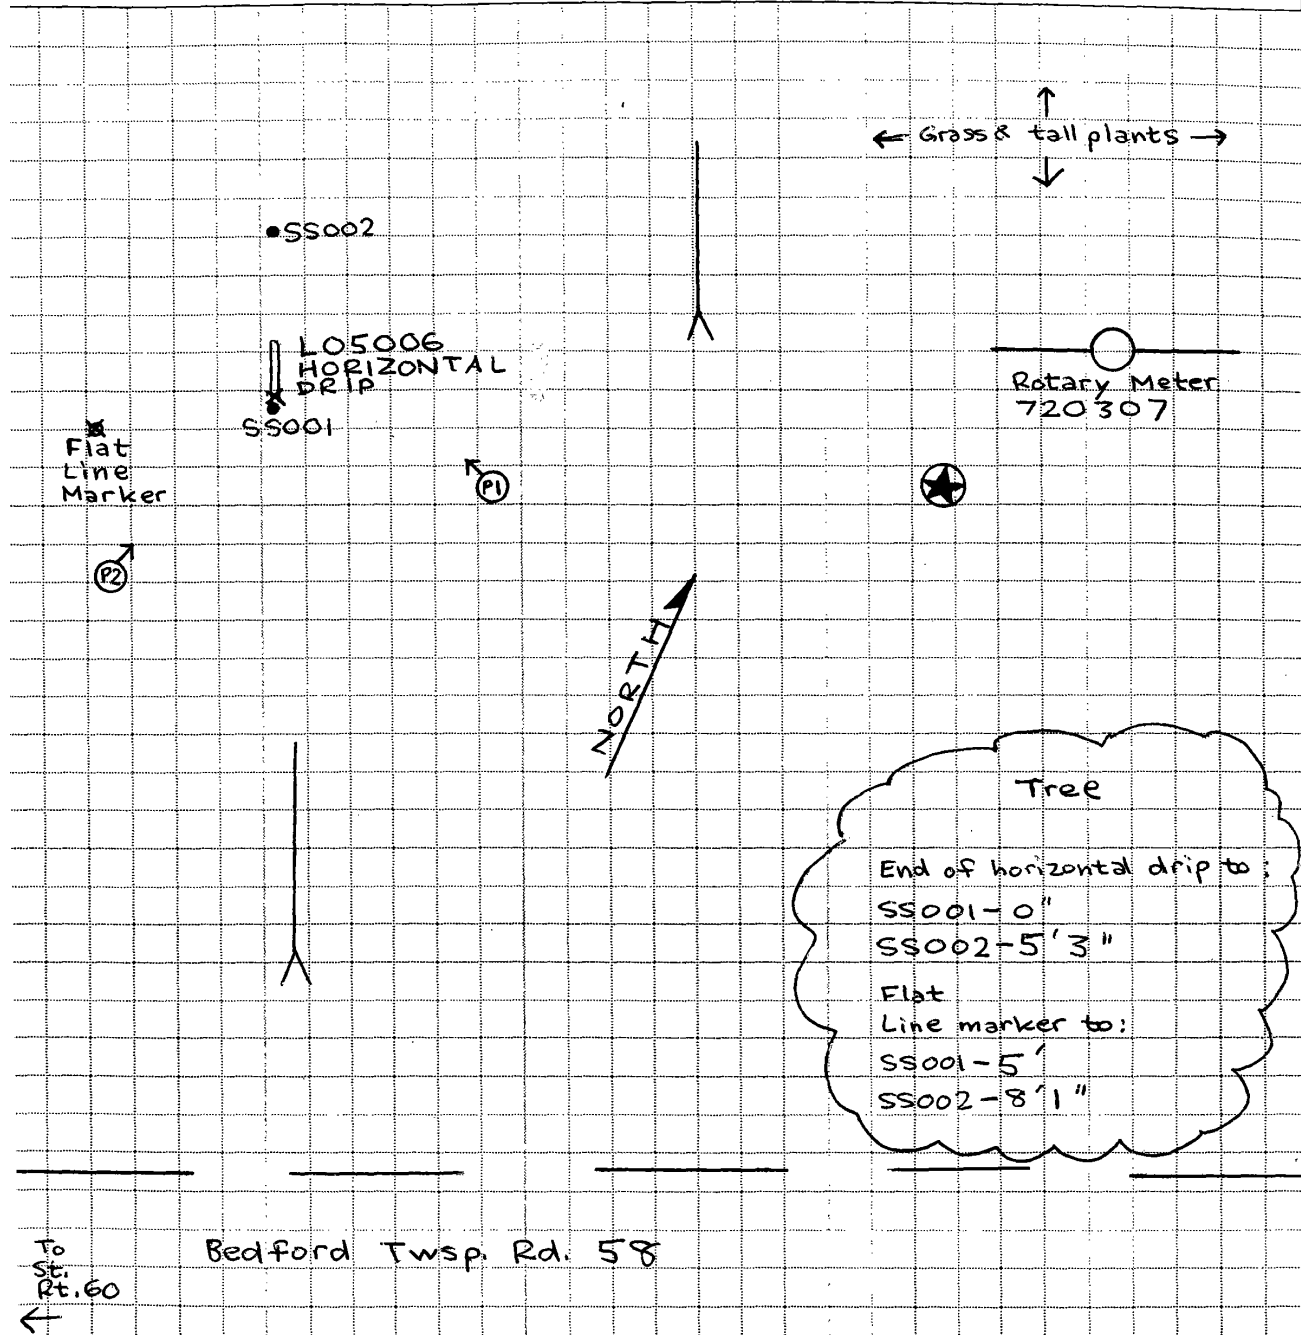 ← Grass & tall plants →
SS002
L05006
HORIZONTAL
DRIP
SS001
Rotary Meter
720307
Flat
Line
Marker
P1
P2
NORTH
Tree
End of horizontal drip to:
SS001-0"
SS002-5'3"
Flat
Line marker to:
SS001-5'
SS002-8'1"
Bedford Twsp. Rd. 58
To
St.
Rt.60
←